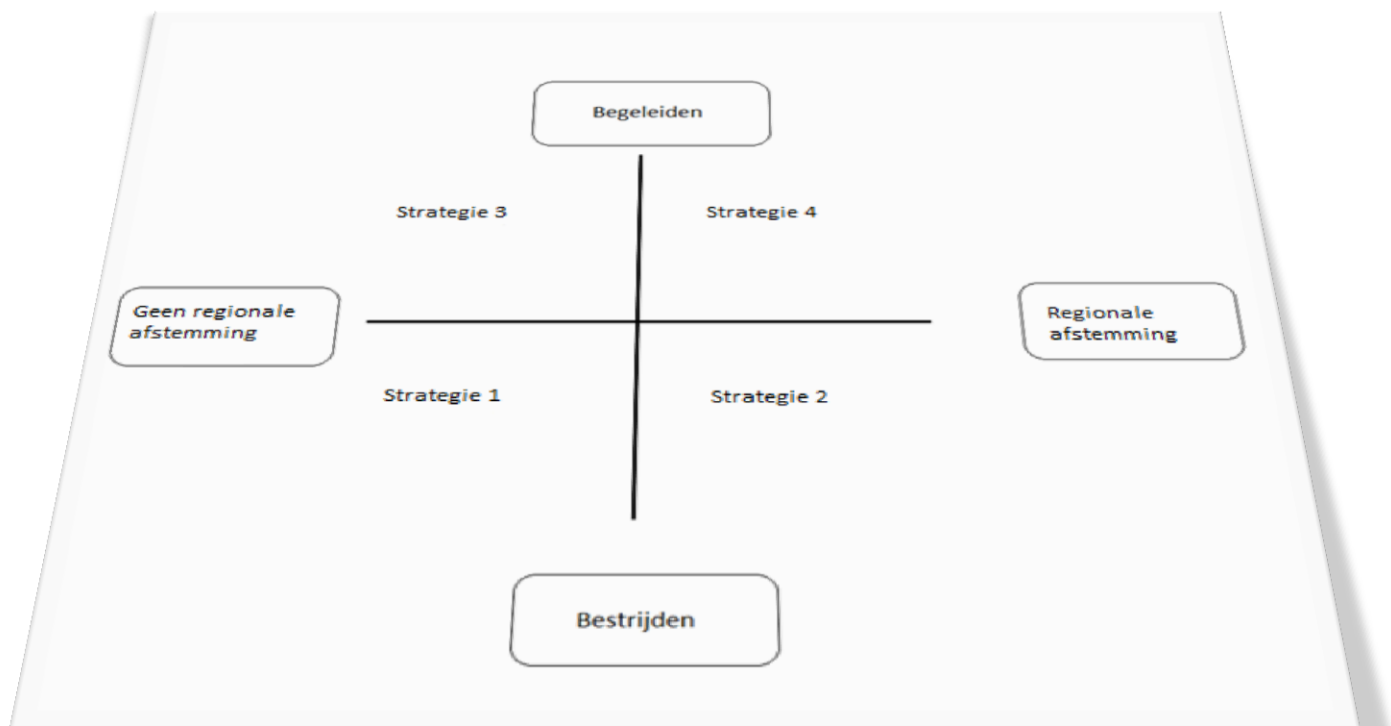 Begeleiden
Strategie 3
Strategie 4
Geen regionale
afstemming
Regionale
afstemming
Strategie 1
Strategie 2
Bestrijden